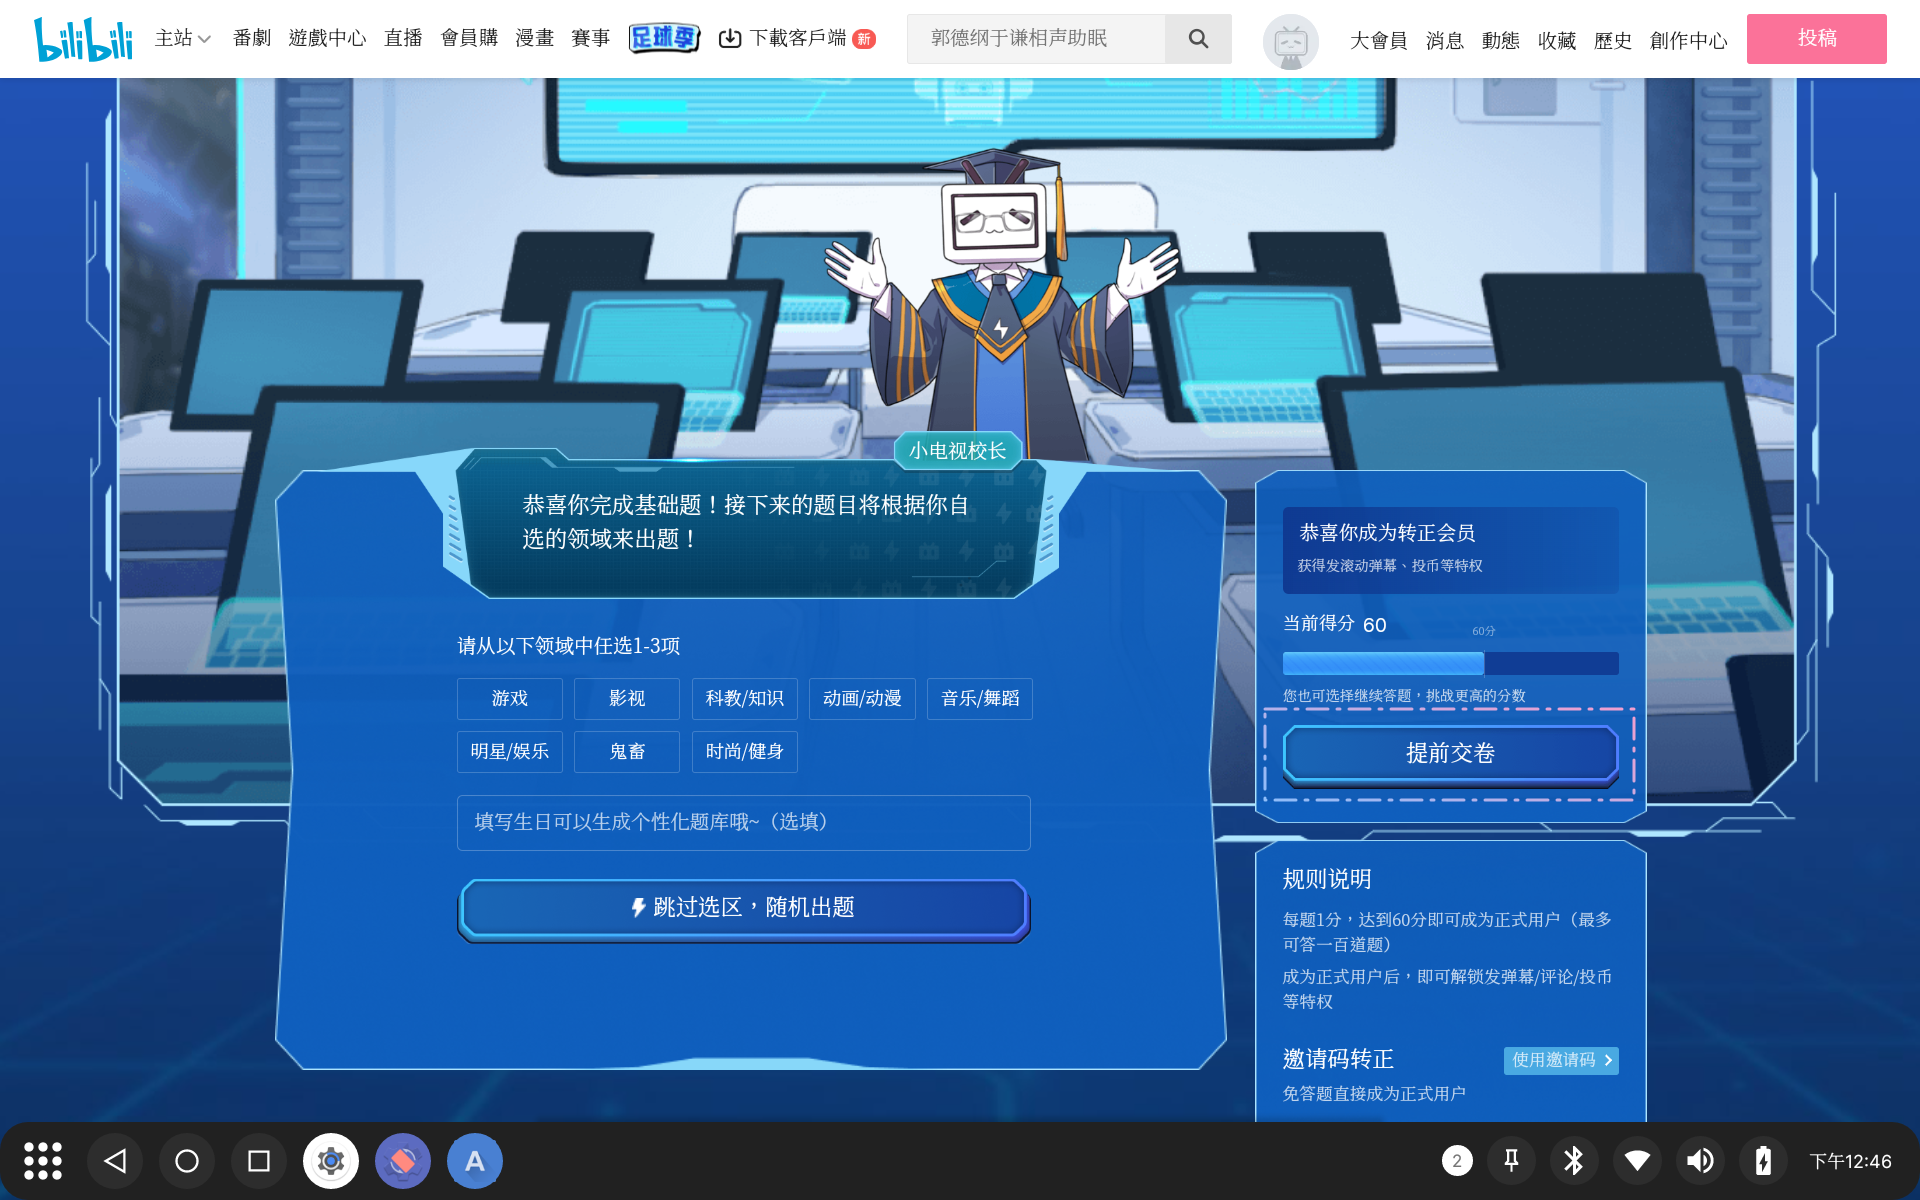 bilibili 主站 番劇 遊戲中心 直播 會員購 漫畫 賽事 足球季 下載客戶端 新 郭德纲于谦相声助眠 大會員 消息 動態 收藏 歷史 創作中心 投稿
小电视校长
恭喜你完成基础题！接下来的题目将根据你自
选的领域来出题！
请从以下领域中任选1-3项
游戏 影视 科教/知识 动画/动漫 音乐/舞蹈
明星/娱乐 鬼畜 时尚/健身
填写生日可以生成个性化题库哦~（选填）
跳过选区，随机出题
恭喜你成为转正会员
获得发滚动弹幕、投币等特权
当前得分 60
60分
您也可选择继续答题，挑战更高的分数
提前交卷
规则说明
每题1分，达到60分即可成为正式用户（最多
可答一百道题）
成为正式用户后，即可解锁发弹幕/评论/投币
等特权
邀请码转正 使用邀请码
免答题直接成为正式用户
A 2 下午12:46